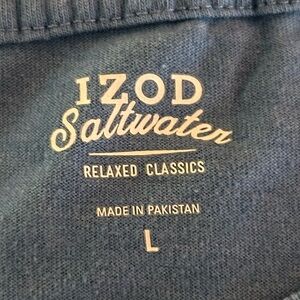 IZOD
Saltwater
RELAXED CLASSICS
MADE IN PAKISTAN
L